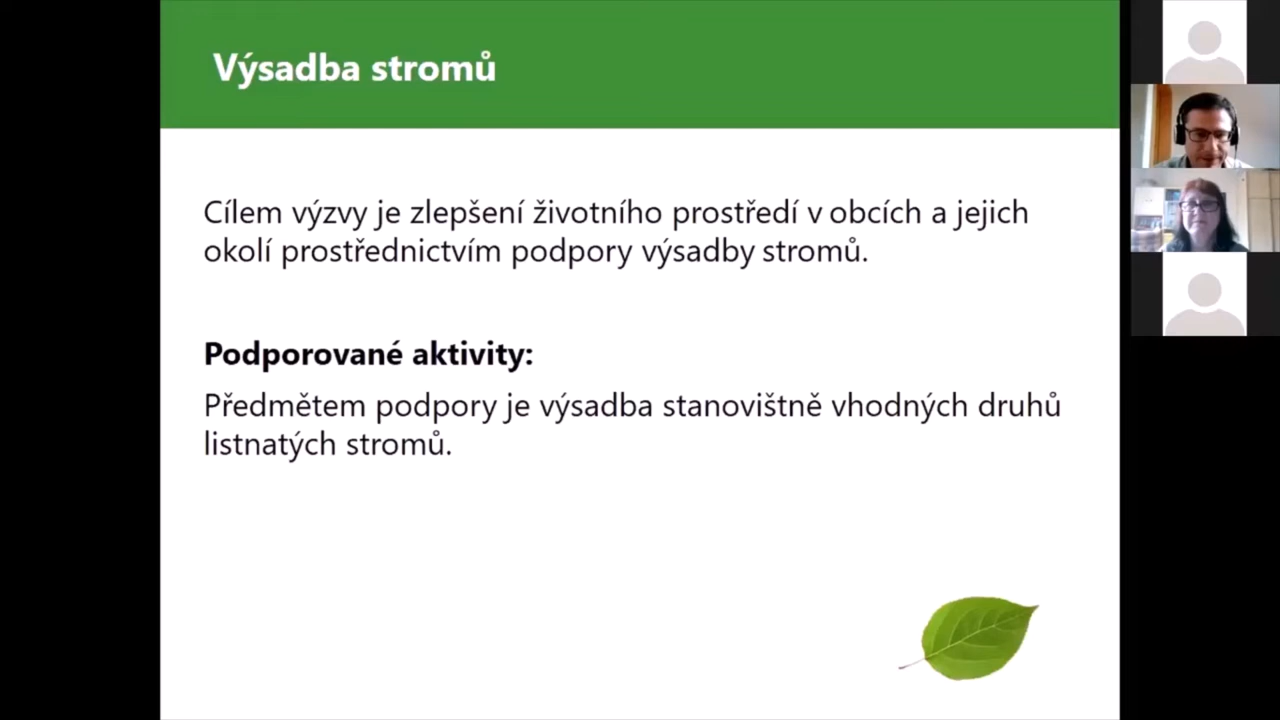 Výsadba stromů
Cílem výzvy je zlepšení životního prostředí v obcích a jejich
okolí prostřednictvím podpory výsadby stromů.
Podporované aktivity:
Předmětem podpory je výsadba stanovištně vhodných druhů
listnatých stromů.